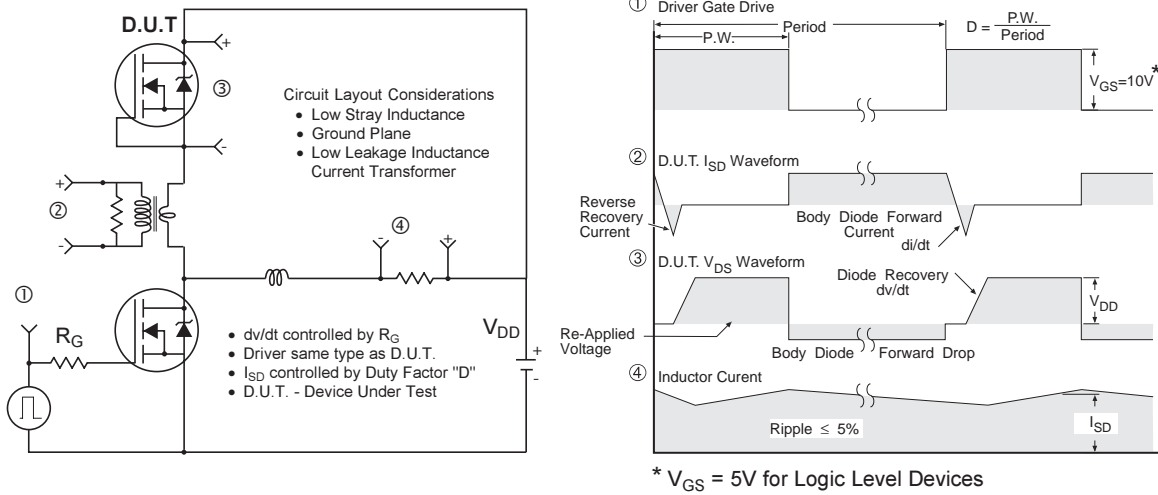 D.U.T
+
③
-
Circuit Layout Considerations
• Low Stray Inductance
• Ground Plane
• Low Leakage Inductance
Current Transformer
+
②
-
④
-
+
①
R_G
• dv/dt controlled by R_G
• Driver same type as D.U.T.
• I_SD controlled by Duty Factor "D"
• D.U.T. - Device Under Test
V_DD
+
-
① Driver Gate Drive
P.W.
Period
D = P.W. / Period
V_GS=10V *
② D.U.T. I_SD Waveform
Reverse
Recovery
Current
Body Diode Forward
Current
di/dt
③ D.U.T. V_DS Waveform
Diode Recovery
dv/dt
V_DD
Re-Applied
Voltage
Body Diode Forward Drop
④ Inductor Curent
Ripple ≤ 5%
I_SD
* V_GS = 5V for Logic Level Devices